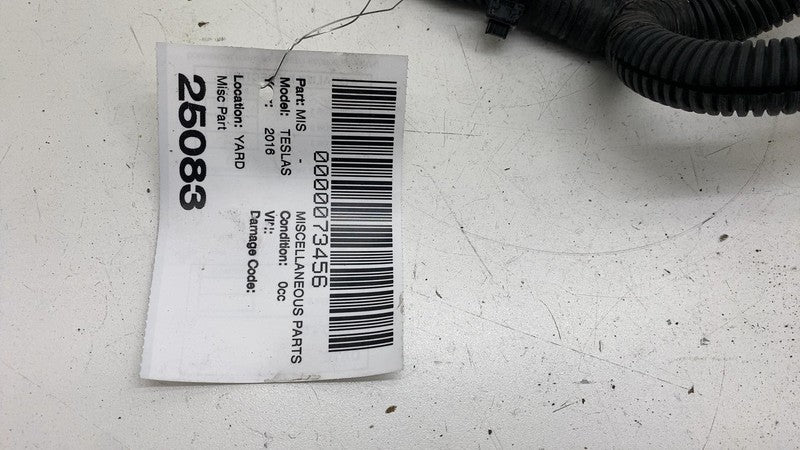 0000073456
Part: MIS - MISCELLANEOUS PARTS
Model: TESLAS Condition: 0cc
2016
Damage Code:
Location: YARD
Misc Part
25083